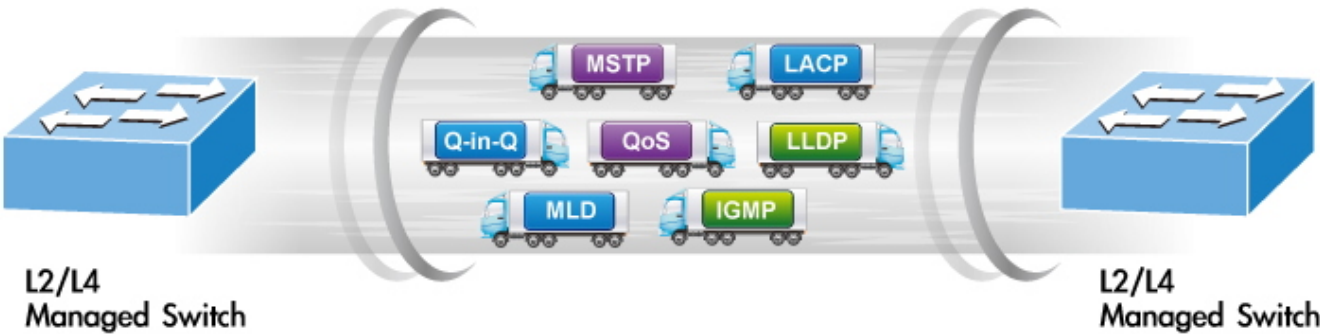 MSTP
LACP
Q-in-Q
QoS
LLDP
MLD
IGMP
L2/L4
Managed Switch
L2/L4
Managed Switch